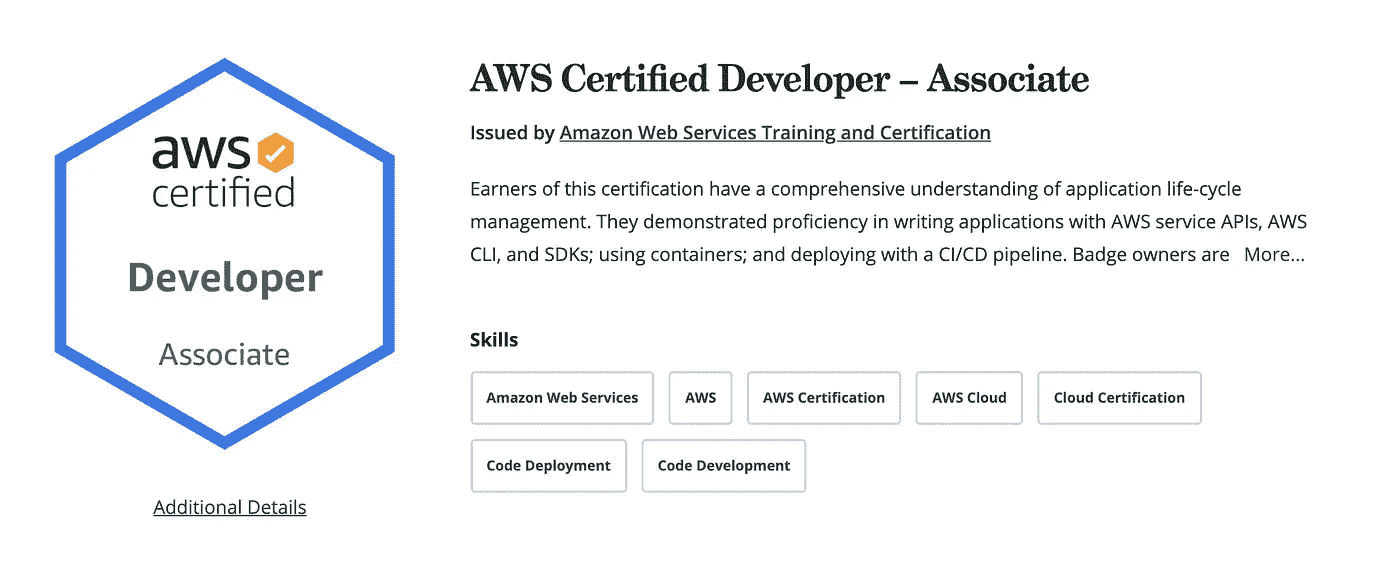 aws
certified
Developer
Associate
Additional Details
AWS Certified Developer – Associate
Issued by Amazon Web Services Training and Certification
Earners of this certification have a comprehensive understanding of application life-cycle
management. They demonstrated proficiency in writing applications with AWS service APIs, AWS
CLI, and SDKs; using containers; and deploying with a CI/CD pipeline. Badge owners are More...
Skills
Amazon Web Services AWS AWS Certification AWS Cloud Cloud Certification
Code Deployment Code Development